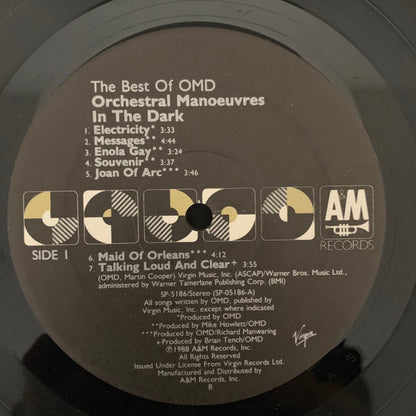 The Best Of OMD
Orchestral Manoeuvres
In The Dark
1. Electricity* 3:33
2. Messages** 4:44
3. Enola Gay** 3:24
4. Souvenir** 3:37
5. Joan Of Arc*** 3:46
SIDE 1
A&M
RECORDS
6. Maid Of Orleans*** 4:12
7. Talking Loud And Clear+ 3:55
(OMD, Martin Cooper) Virgin Music, Inc. (ASCAP)/Warner Bros. Music Ltd.,
administered by Warner Tamerlane Publishing Corp. (BMI)
SP-5186/Stereo (SP-05186-A)
All songs written by OMD, published by
Virgin Music, Inc. except where indicated
*Produced by OMD
**Produced by Mike Howlett/OMD
***Produced by OMD/Richard Manwaring
+Produced by Brian Tench/OMD
℗1988 A&M Records, Inc.
All Rights Reserved
Issued Under License From Virgin Records Ltd.
Manufactured and Distributed by
A&M Records, Inc.
8
Virgin